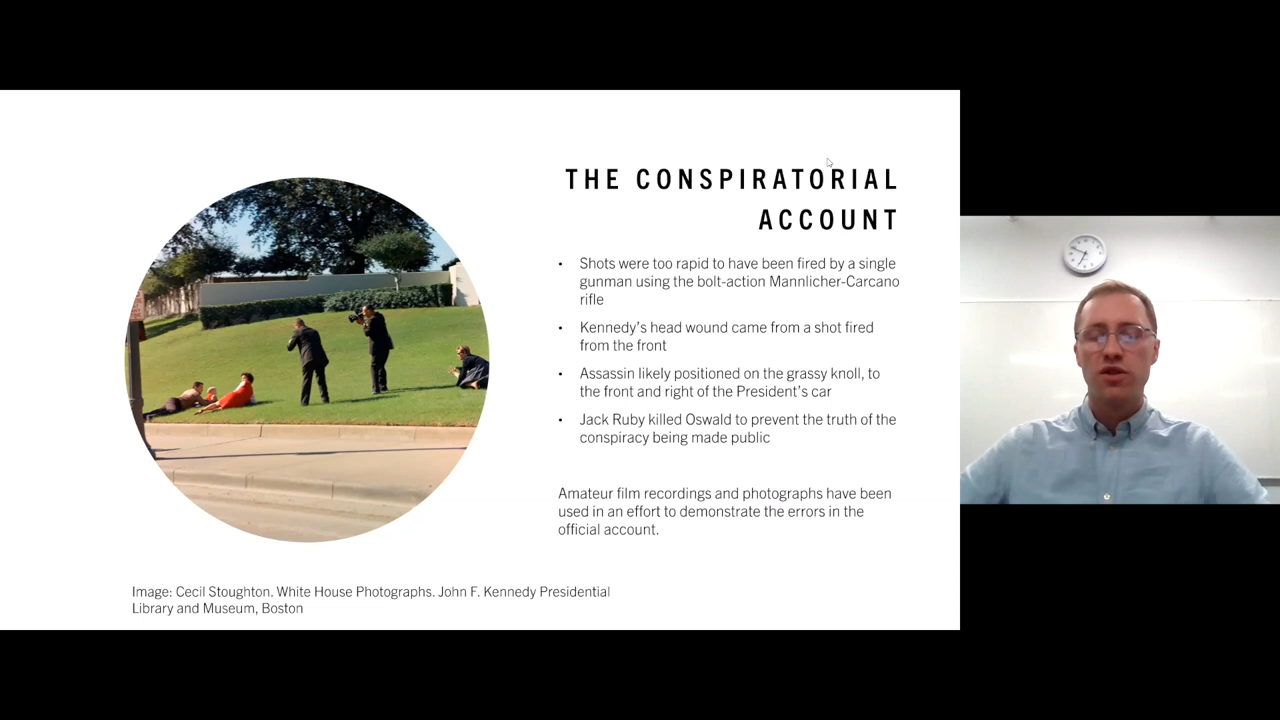 THE CONSPIRATORIAL
ACCOUNT
• Shots were too rapid to have been fired by a single
gunman using the bolt-action Mannlicher-Carcano
rifle
• Kennedy's head wound came from a shot fired
from the front
• Assassin likely positioned on the grassy knoll, to
the front and right of the President's car
• Jack Ruby killed Oswald to prevent the truth of the
conspiracy being made public
Amateur film recordings and photographs have been
used in an effort to demonstrate the errors in the
official account.
Image: Cecil Stoughton. White House Photographs. John F. Kennedy Presidential
Library and Museum, Boston